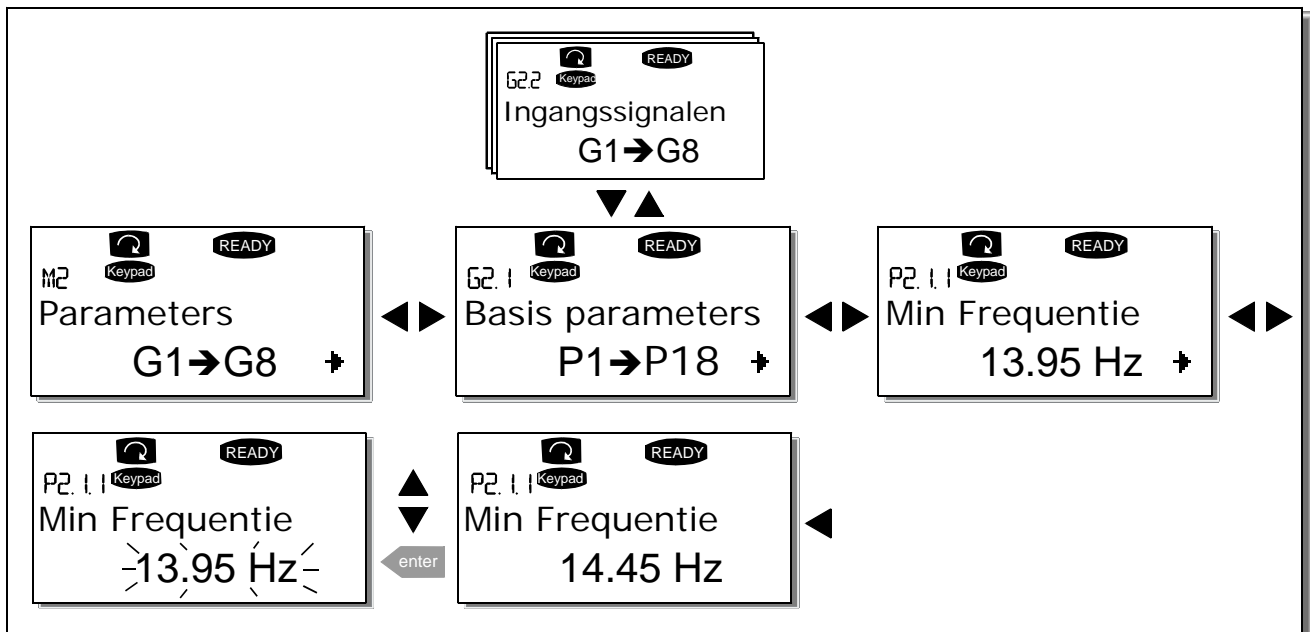 READY
G2.2 Keypad
Ingangssignalen
G1➔G8
READY
M2 Keypad
Parameters
G1➔G8
READY
G2.1 Keypad
Basis parameters
P1➔P18
READY
P2.1.1 Keypad
Min Frequentie
13.95 Hz
READY
P2.1.1 Keypad
Min Frequentie
13.95 Hz
enter
READY
P2.1.1 Keypad
Min Frequentie
14.45 Hz